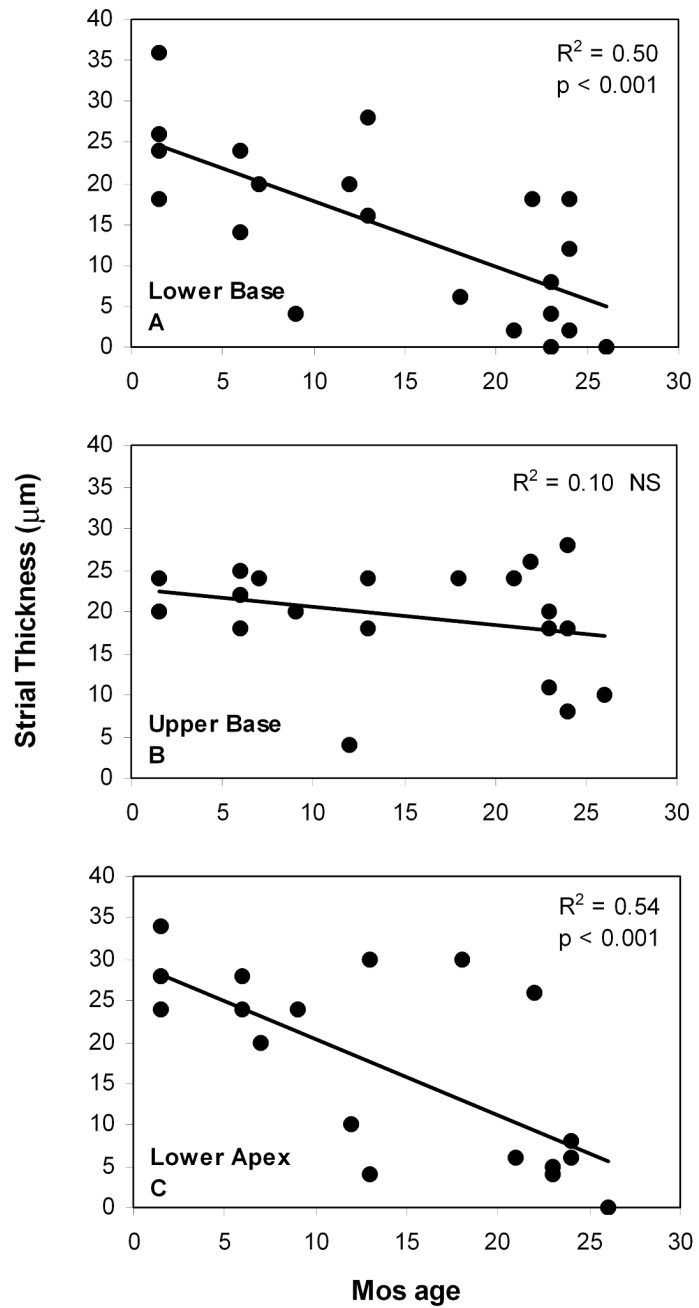 40
R² = 0.50
35
p < 0.001
30
25
20
15
10
Lower Base
5
A
0
0 5 10 15 20 25 30
Strial Thickness (µm)
40
R² = 0.10 NS
35
30
25
20
15
10
Upper Base
5
B
0
0 5 10 15 20 25 30
40
R² = 0.54
35
p < 0.001
30
25
20
15
10
Lower Apex
5
C
0
0 5 10 15 20 25 30
Mos age